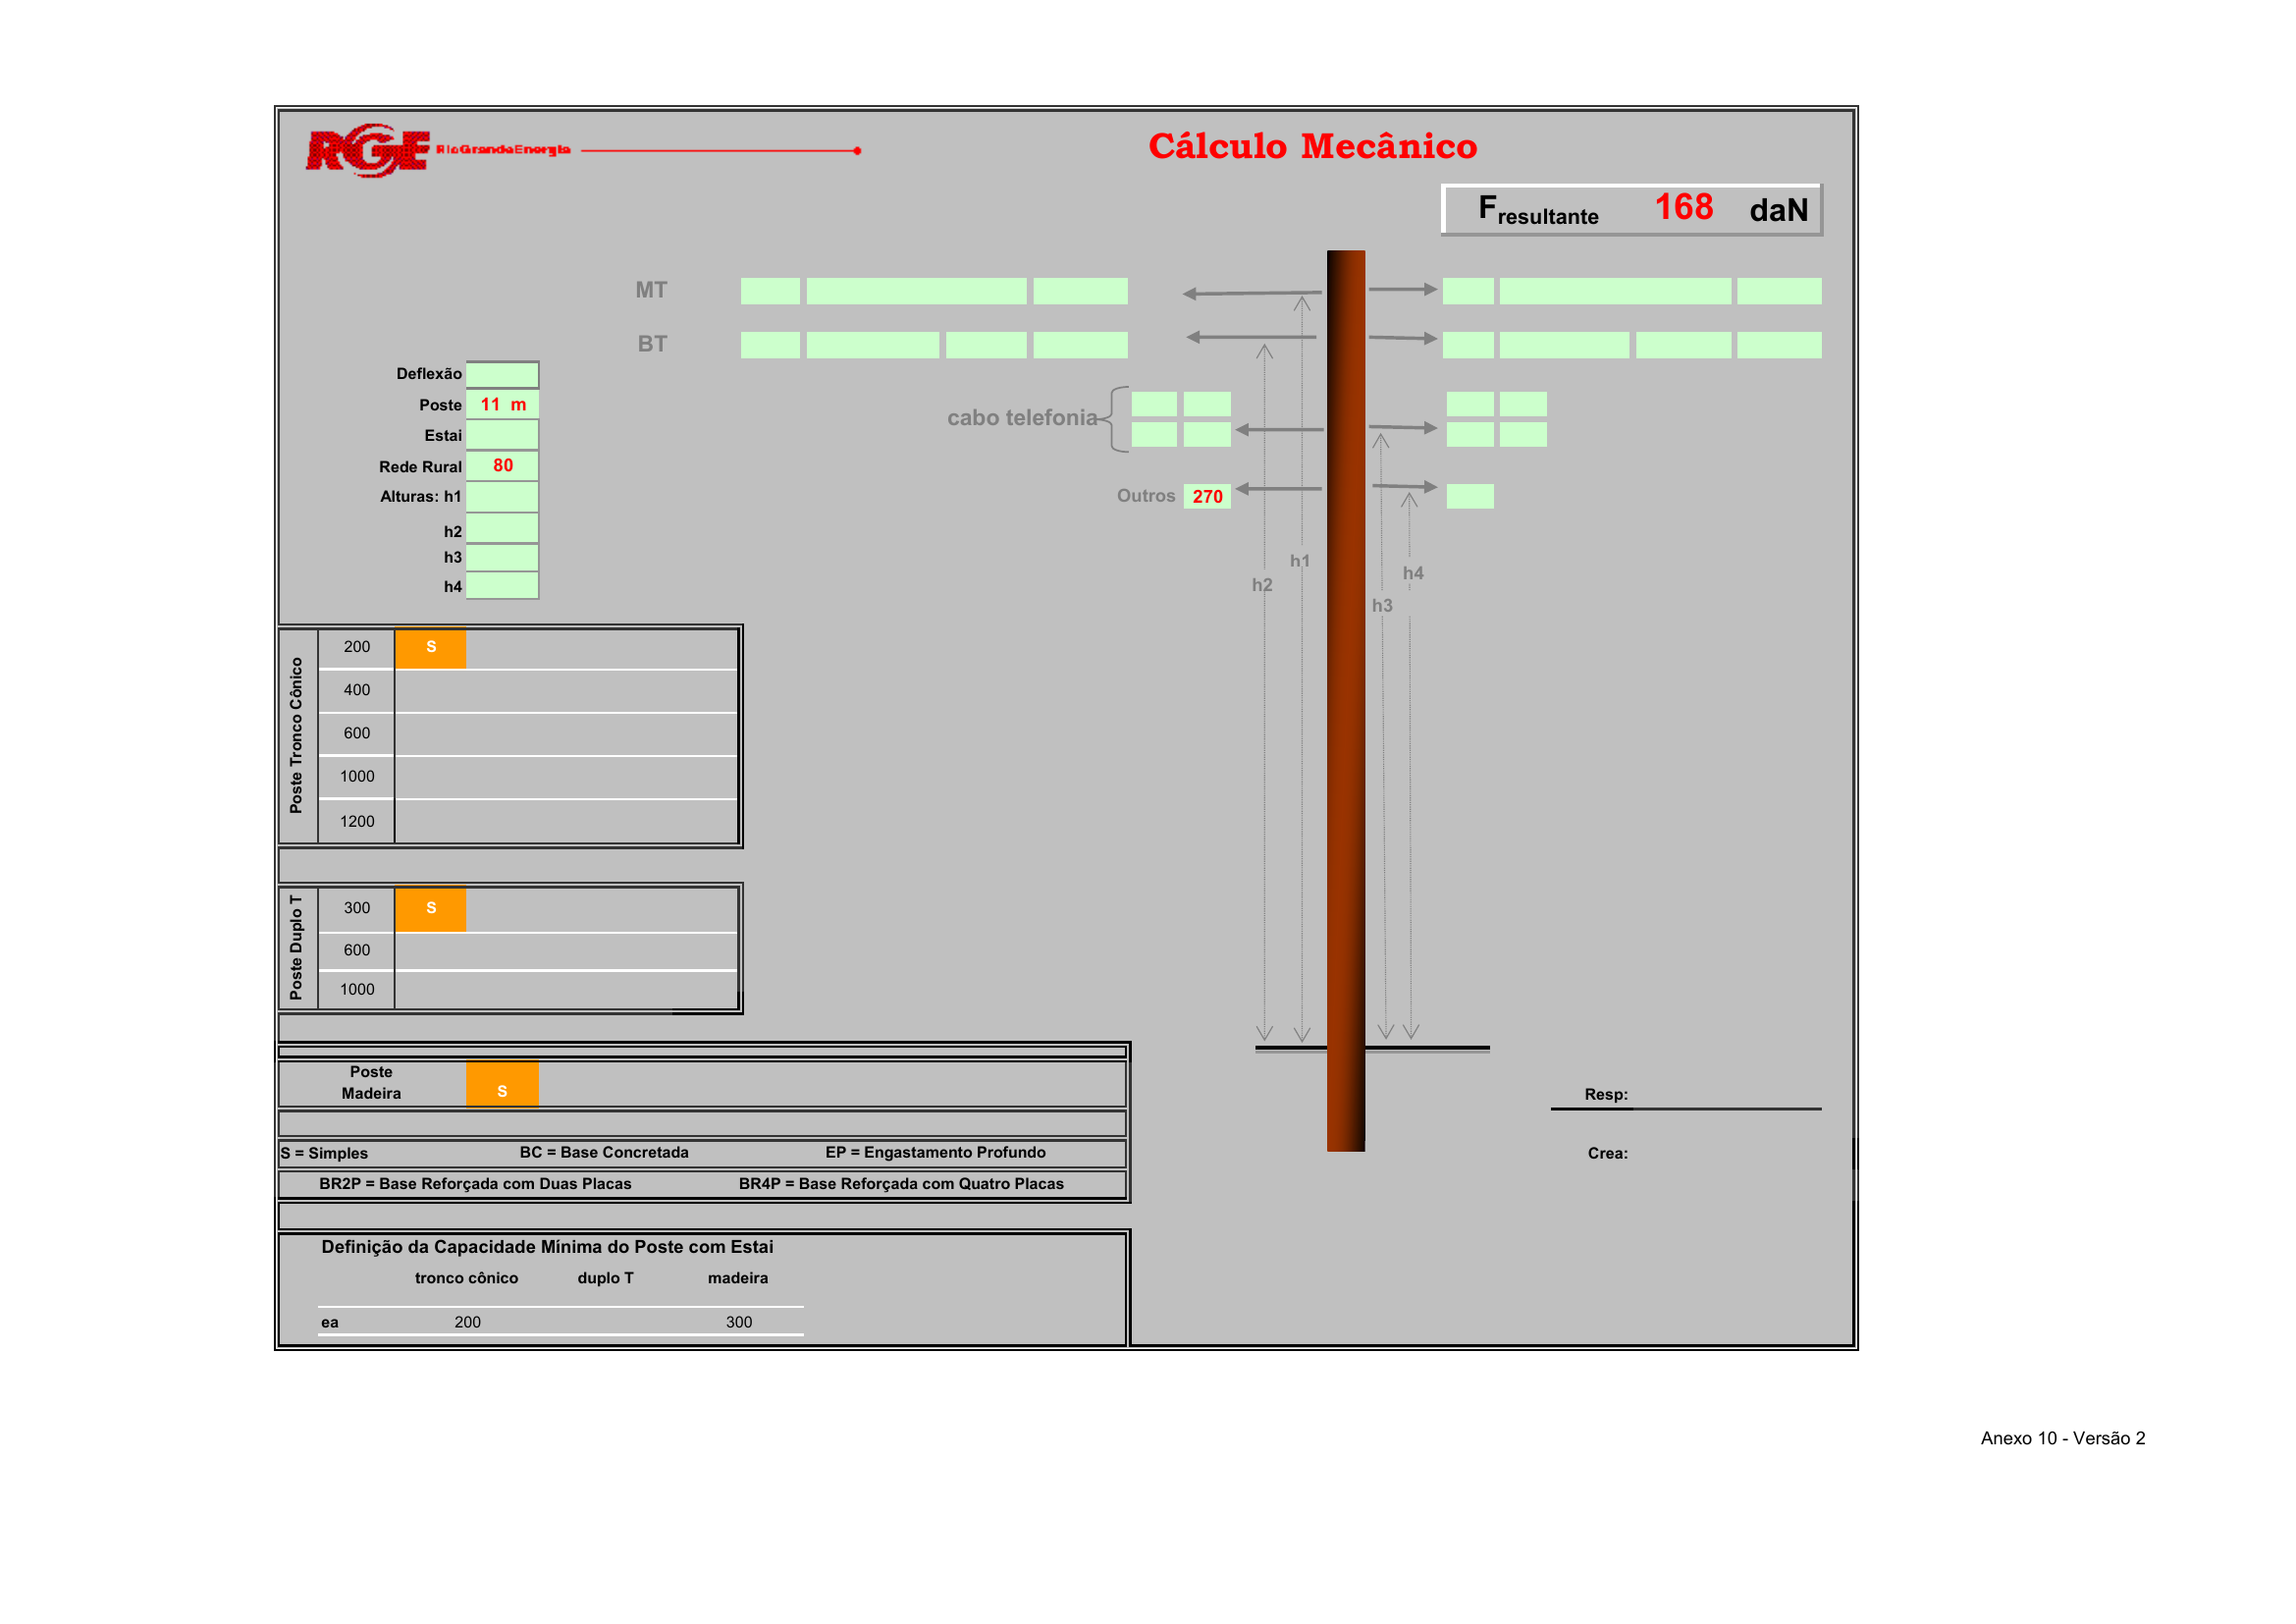 RGE RioGrandeEnergia
Cálculo Mecânico
Fresultante 168 daN
MT
BT
Deflexão
Poste 11 m
cabo telefonia
Estai
Rede Rural 80
Alturas: h1
Outros 270
h2
h3
h4
h1
h2
h4
h3
Poste Tronco Cônico
200 S
400
600
1000
1200
Poste Duplo T
300 S
600
1000
Poste
Madeira S
Resp:
S = Simples BC = Base Concretada EP = Engastamento Profundo
Crea:
BR2P = Base Reforçada com Duas Placas BR4P = Base Reforçada com Quatro Placas
Definição da Capacidade Mínima do Poste com Estai
tronco cônico duplo T madeira
ea 200 300
Anexo 10 - Versão 2